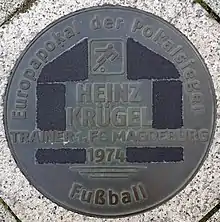 Europapokal der Pokalsieger
HEINZ
KRÜGEL
TRAINER 1. FC MAGDEBURG
1974
Fußball